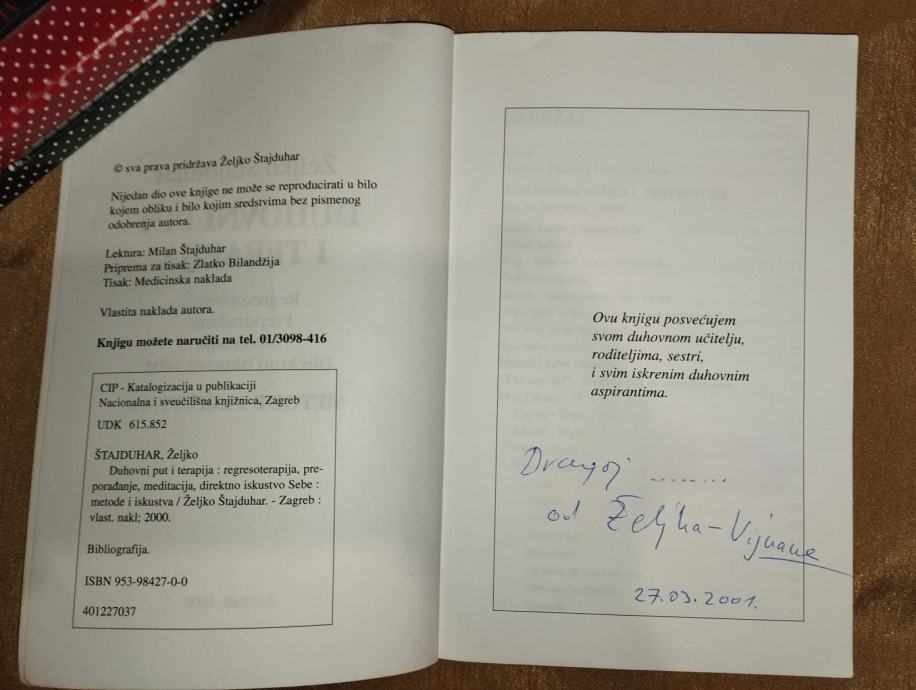 © sva prava pridržava Željko Štajduhar
Nijedan dio ove knjige ne može se reproducirati u bilo
kojem obliku i bilo kojim sredstvima bez pismenog
odobrenja autora.
Lektura: Milan Štajduhar
Priprema za tisak: Zlatko Bilandžija
Tisak: Medicinska naklada
Vlastita naklada autora.
Knjigu možete naručiti na tel. 01/3098-416
CIP - Katalogizacija u publikaciji
Nacionalna i sveučilišna knjižnica, Zagreb
UDK 615.852
ŠTAJDUHAR, Željko
Duhovni put i terapija : regresoterapija, pre-
porađanje, meditacija, direktno iskustvo Sebe :
metode i iskustva / Željko Štajduhar. - Zagreb :
vlast. nakl; 2000.
Bibliografija.
ISBN 953-98427-0-0
401227037
Ovu knjigu posvećujem
svom duhovnom učitelju,
roditeljima, sestri,
i svim iskrenim duhovnim
aspirantima.
Dragoj ........
od Željka-Vijnane
27.03.2001.